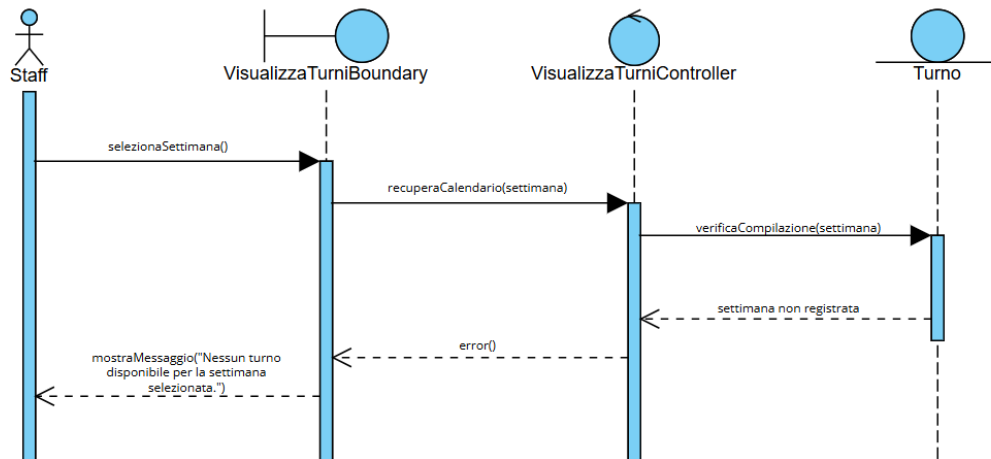 Staff
VisualizzaTurniBoundary
VisualizzaTurniController
Turno
selezionaSettimana()
recuperaCalendario(settimana)
verificaCompilazione(settimana)
settimana non registrata
error()
mostraMessaggio("Nessun turno
disponibile per la settimana
selezionata.")